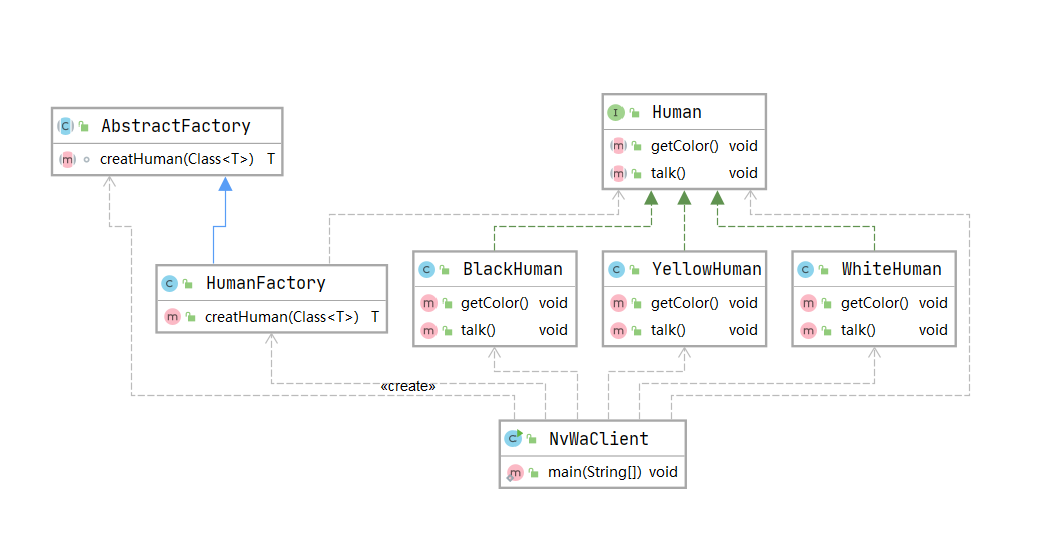 AbstractFactory
creatHuman(Class<T>) T
Human
getColor() void
talk() void
HumanFactory
creatHuman(Class<T>) T
BlackHuman
getColor() void
talk() void
YellowHuman
getColor() void
talk() void
WhiteHuman
getColor() void
talk() void
«create»
NvWaClient
main(String[]) void